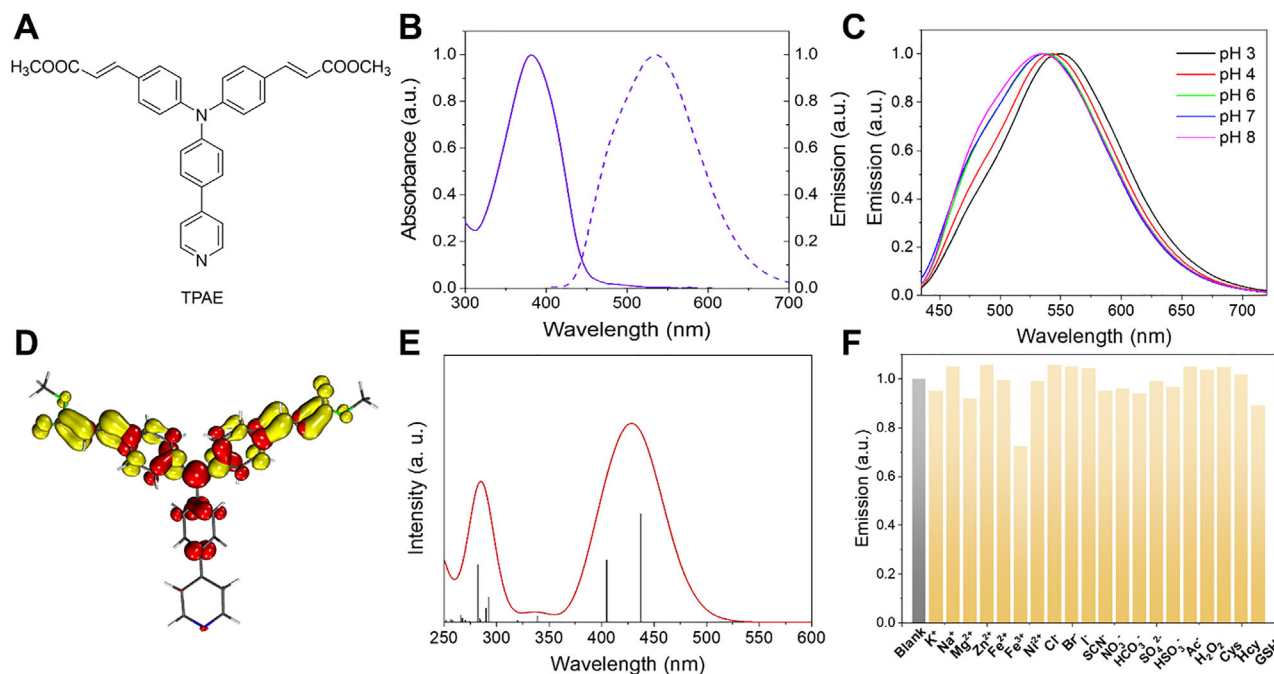 A
H3COOC
COOCH3
N
N
TPAE
B
Absorbance (a.u.)
1.0
0.8
0.6
0.4
0.2
0.0
300
400
500
600
700
Wavelength (nm)
1.0
0.8
0.6
0.4
0.2
0.0
Emission (a.u.)
C
Emission (a.u.)
1.0
0.8
0.6
0.4
0.2
0.0
pH 3
pH 4
pH 6
pH 7
pH 8
450
500
550
600
650
700
Wavelength (nm)
D
E
Intensity (a. u.)
250
300
350
400
450
500
550
600
Wavelength (nm)
F
Emission (a.u.)
1.0
0.8
0.6
0.4
0.2
0.0
Blank
K+
Na+
Mg2+
Zn2+
Fe2+
Fe3+
Ni2+
Cl-
Br-
I-
SCN-
NO3-
HCO3-
SO42-
HSO3-
Ac-
H2O2
Cys
Hcy
GSH